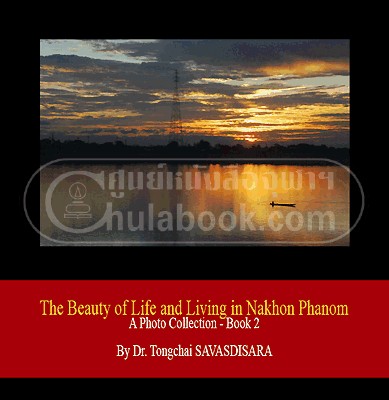 ศูนย์หนังสือจุฬาฯ
Chulabook.com
The Beauty of Life and Living in Nakhon Phanom
A Photo Collection - Book 2
By Dr. Tongchai SAVASDISARA